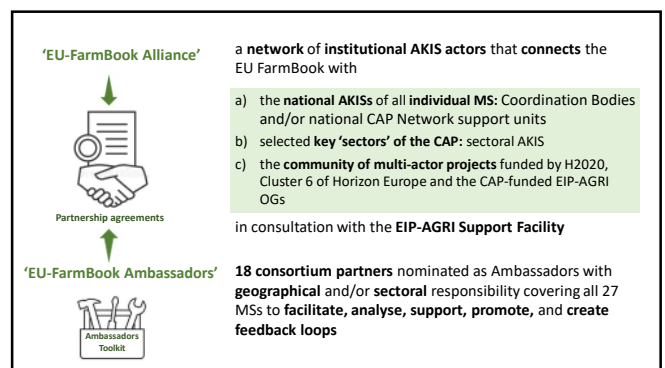 'EU-FarmBook Alliance'
a network of institutional AKIS actors that connects the
EU FarmBook with
a) the national AKISs of all individual MS: Coordination Bodies
and/or national CAP Network support units
b) selected key 'sectors' of the CAP: sectoral AKIS
c) the community of multi-actor projects funded by H2020,
Cluster 6 of Horizon Europe and the CAP-funded EIP-AGRI
OGs
Partnership agreements
in consultation with the EIP-AGRI Support Facility
'EU-FarmBook Ambassadors'
18 consortium partners nominated as Ambassadors with
geographical and/or sectoral responsibility covering all 27
MSs to facilitate, analyse, support, promote, and create
feedback loops
Ambassadors
Toolkit